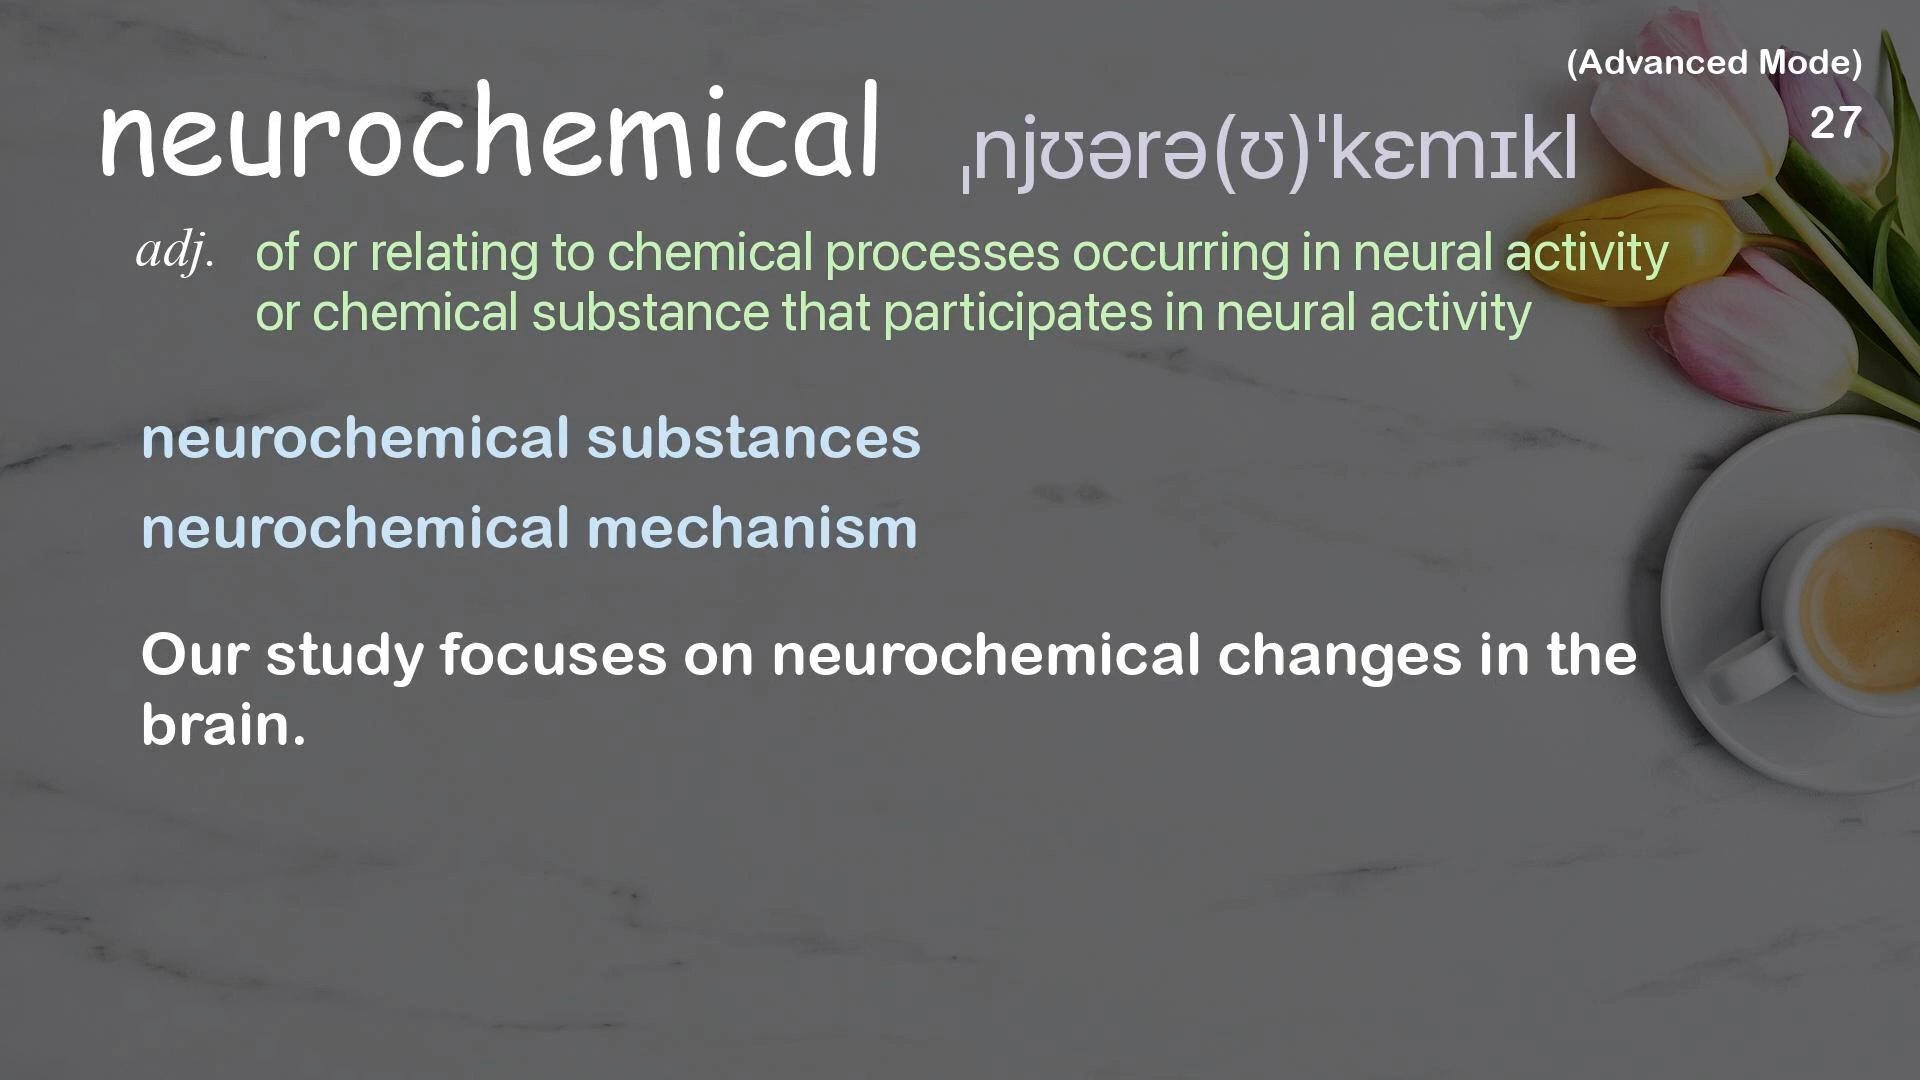 (Advanced Mode)
neurochemical ˌnjʊərə(ʊ)ˈkɛmɪkl
27
adj. of or relating to chemical processes occurring in neural activity
or chemical substance that participates in neural activity
neurochemical substances
neurochemical mechanism
Our study focuses on neurochemical changes in the
brain.